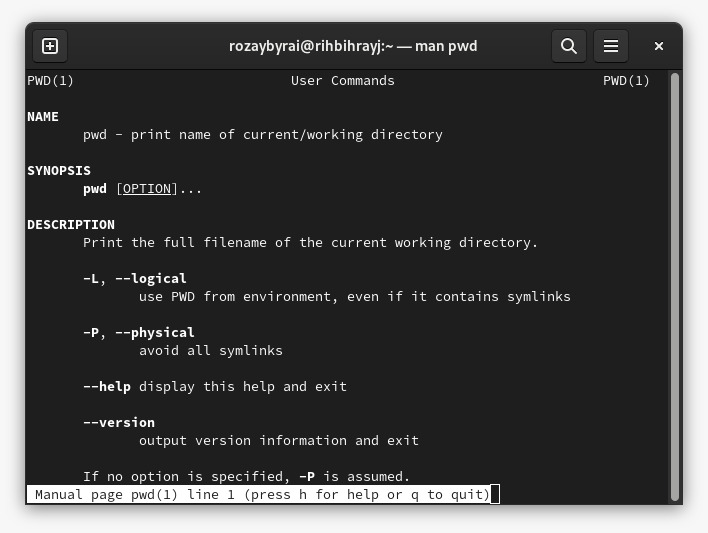 rozaybyrai@rihbihrayj:~ — man pwd
PWD(1) User Commands PWD(1)
NAME
pwd - print name of current/working directory
SYNOPSIS
pwd [OPTION]...
DESCRIPTION
Print the full filename of the current working directory.
-L, --logical
use PWD from environment, even if it contains symlinks
-P, --physical
avoid all symlinks
--help display this help and exit
--version
output version information and exit
If no option is specified, -P is assumed.
Manual page pwd(1) line 1 (press h for help or q to quit)